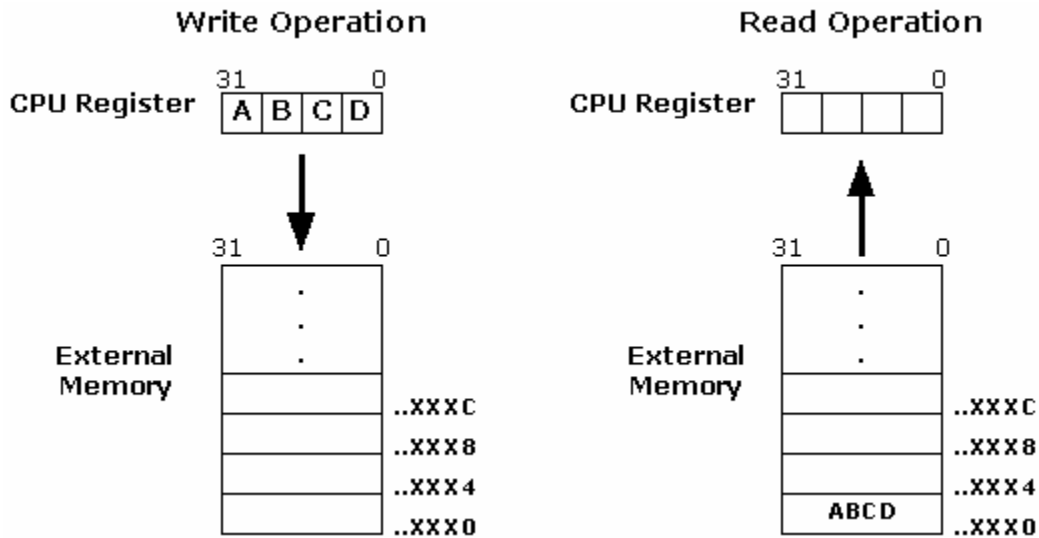 Write Operation
Read Operation
31 0
CPU Register A B C D
31 0
CPU Register
31 0
External
Memory
..XXXC
..XXX8
..XXX4
..XXX0
31 0
External
Memory
..XXXC
..XXX8
..XXX4
ABCD
..XXX0